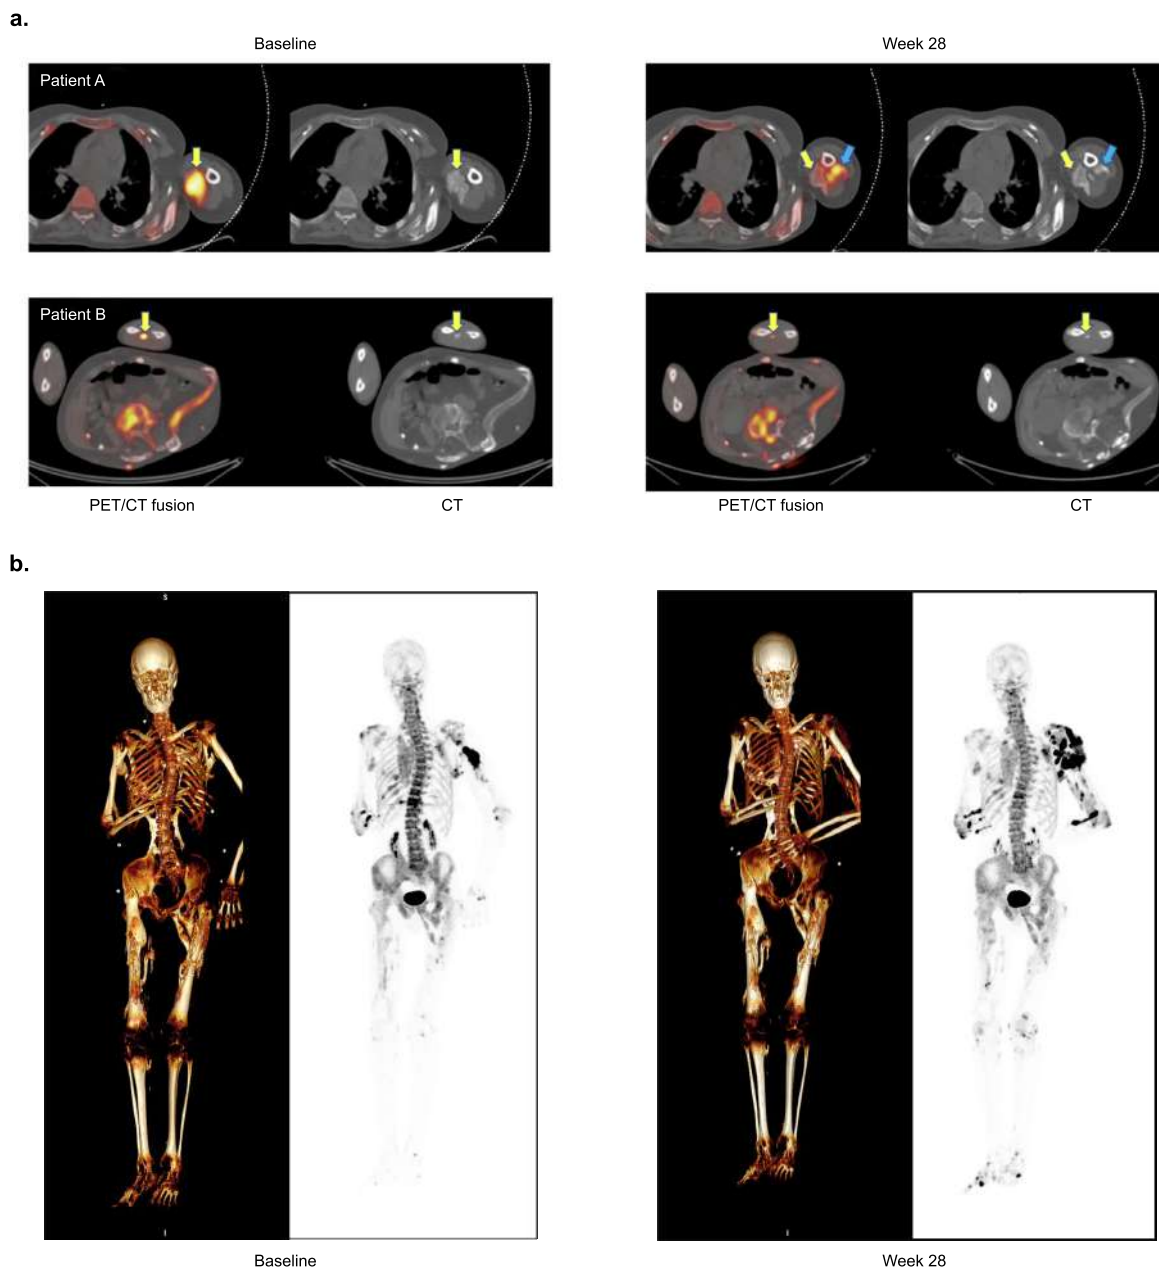 a.
Baseline
Week 28
Patient A
Patient B
PET/CT fusion
CT
PET/CT fusion
CT
b.
S
I
Baseline
Week 28